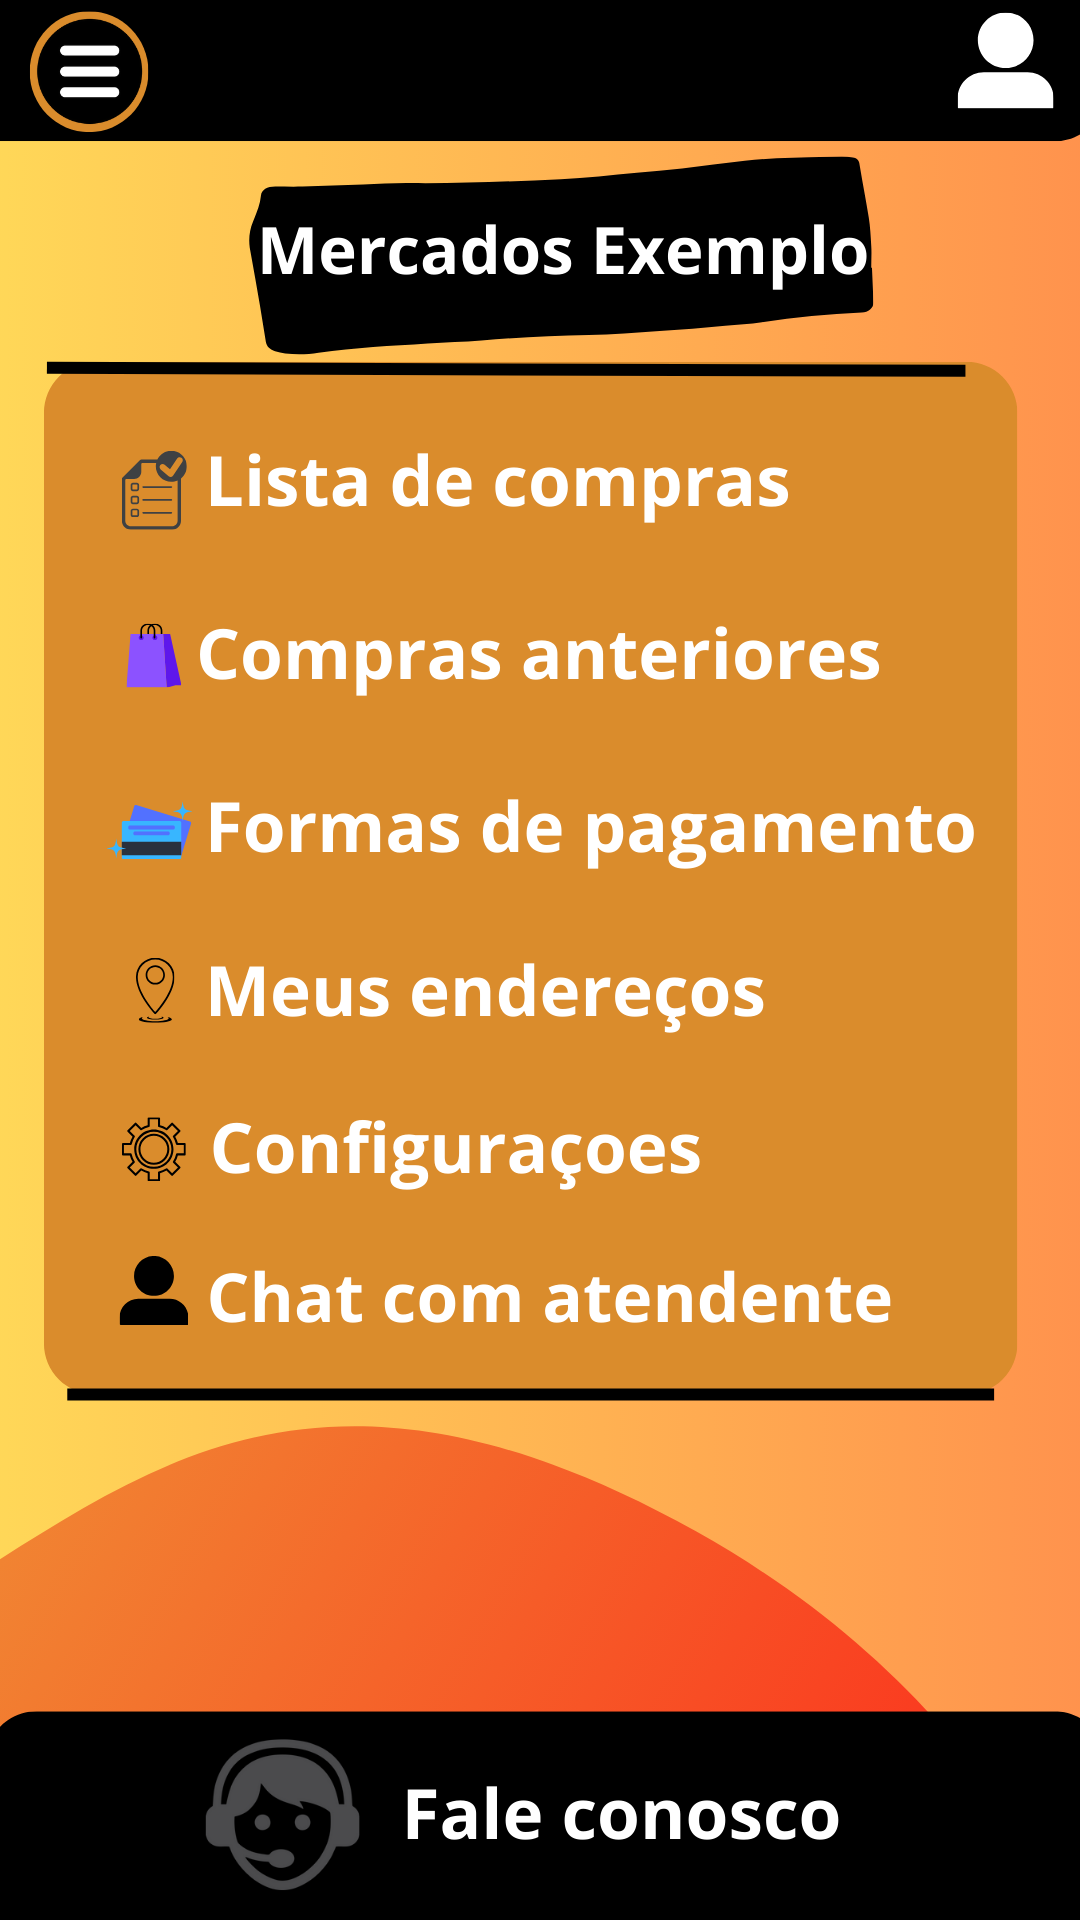 Mercados Exemplo
Lista de compras
Compras anteriores
Formas de pagamento
Meus endereços
Configuraçoes
Chat com atendente
Fale conosco